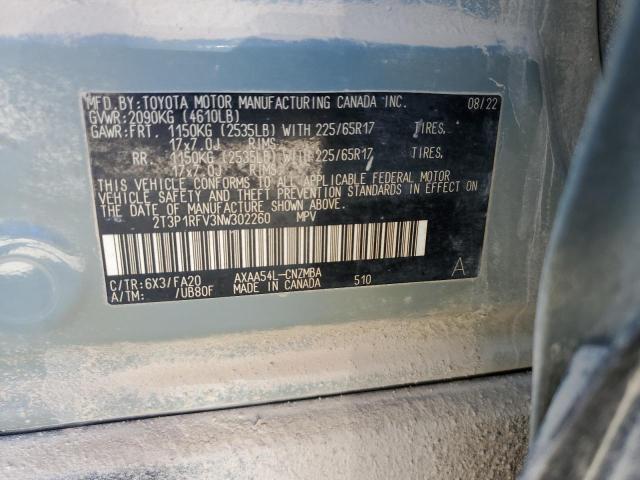 MFD.BY:TOYOTA MOTOR MANUFACTURING CANADA INC. 08/22
GVWR:2090KG (4610LB)
GAWR:FRT. 1150KG (2535LB) WITH 225/65R17 TIRES,
17x7.0J RIMS
RR. 1150KG (2535LB) WITH 225/65R17 TIRES,
17x7.0J RIMS
THIS VEHICLE CONFORMS TO ALL APPLICABLE FEDERAL MOTOR
VEHICLE SAFETY AND THEFT PREVENTION STANDARDS IN EFFECT ON
THE DATE OF MANUFACTURE SHOWN ABOVE.
2T3P1RFV3NW302260 MPV
C/TR:6X3/FA20 AXAA54L-CNZMBA A
A/TM: /UB80F MADE IN CANADA 510